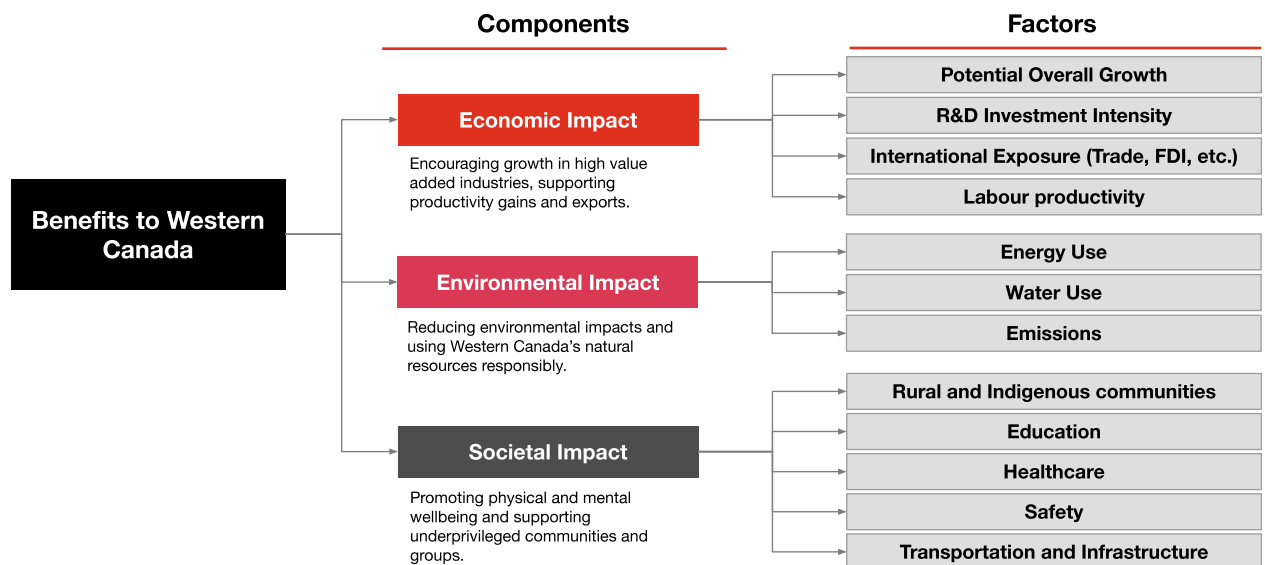 Components
Factors
Benefits to Western
Canada
Economic Impact
Encouraging growth in high value
added industries, supporting
productivity gains and exports.
Potential Overall Growth
R&D Investment Intensity
International Exposure (Trade, FDI, etc.)
Labour productivity
Environmental Impact
Reducing environmental impacts and
using Western Canada's natural
resources responsibly.
Energy Use
Water Use
Emissions
Societal Impact
Promoting physical and mental
wellbeing and supporting
underprivileged communities and
groups.
Rural and Indigenous communities
Education
Healthcare
Safety
Transportation and Infrastructure